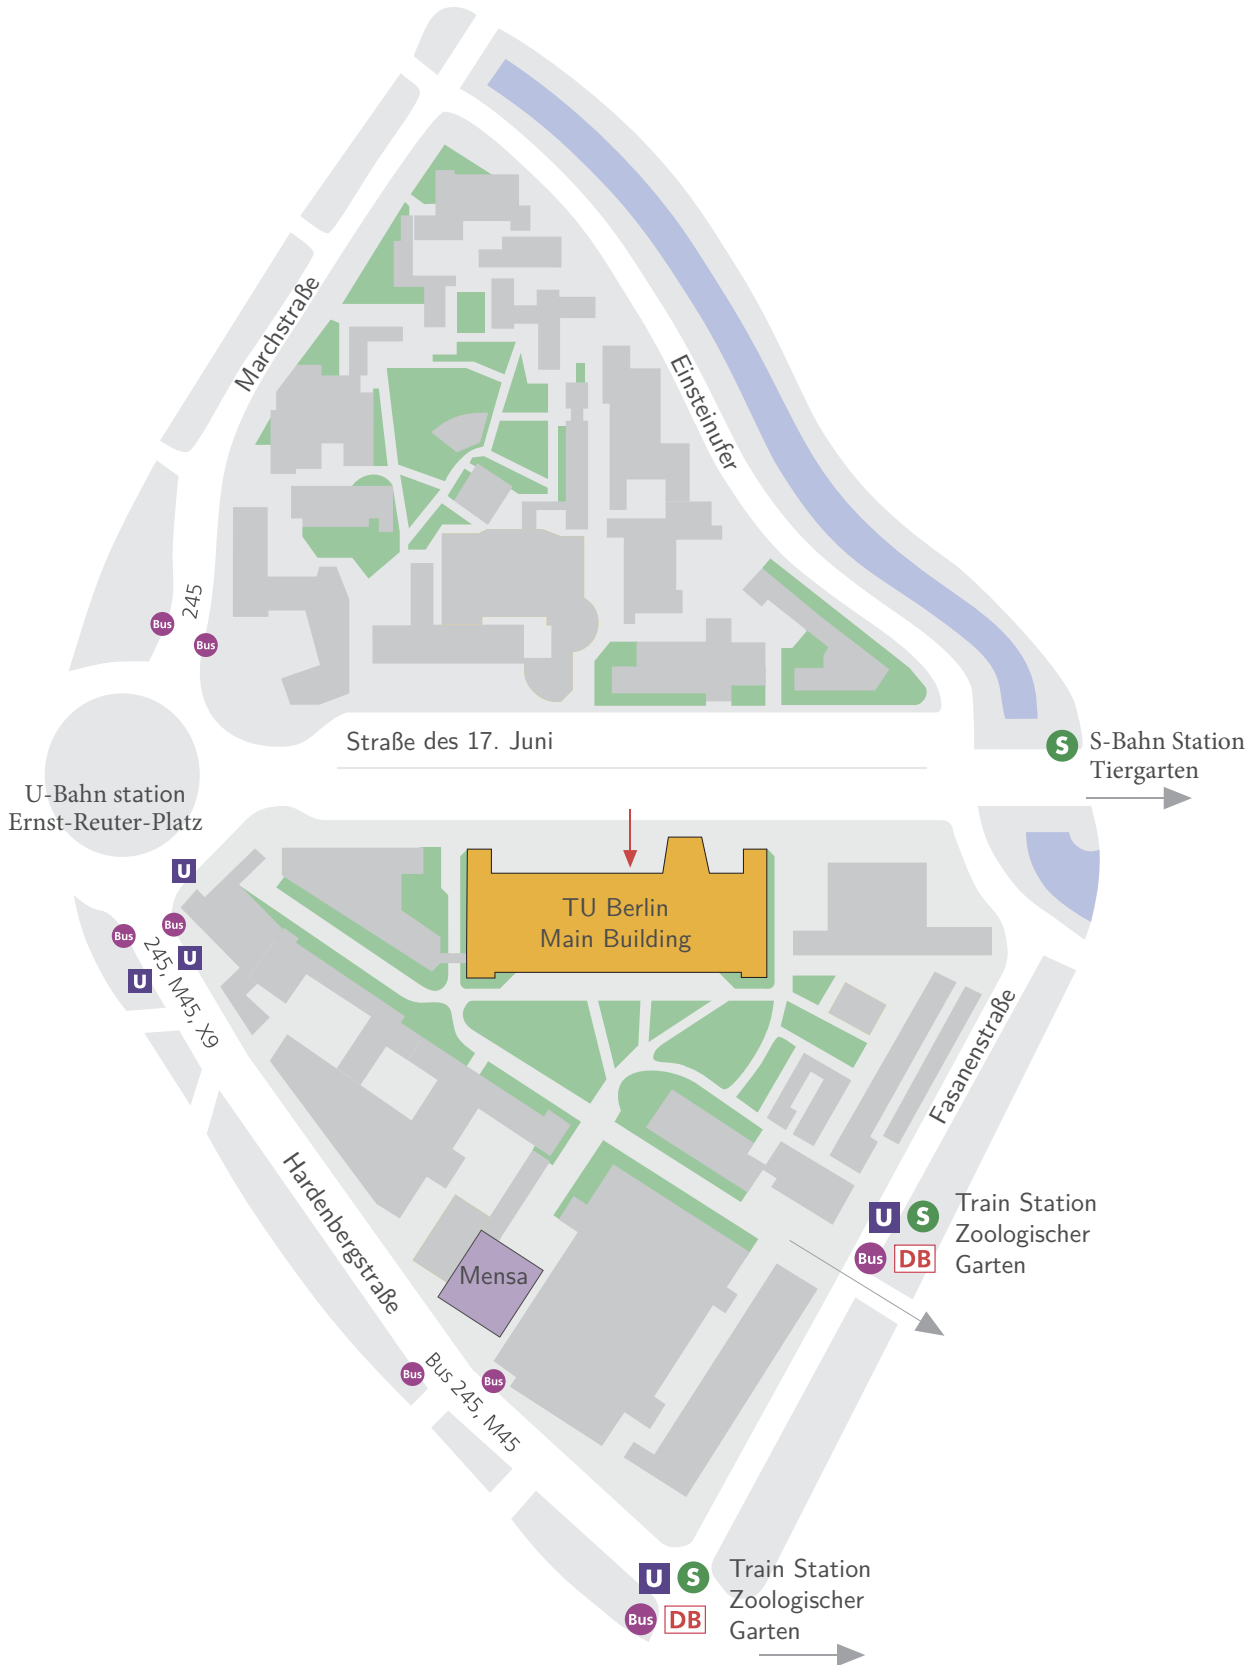 Marchstraße
Einsteinufer
245
Bus
Bus
Straße des 17. Juni
S
S-Bahn Station
Tiergarten
U-Bahn station
Ernst-Reuter-Platz
U
TU Berlin
Main Building
Bus
Bus
U
U
245, M45, X9
Fasanenstraße
Hardenbergstraße
U S
Bus DB
Train Station
Zoologischer
Garten
Mensa
Bus
Bus 245, M45
Bus
U S
Bus DB
Train Station
Zoologischer
Garten